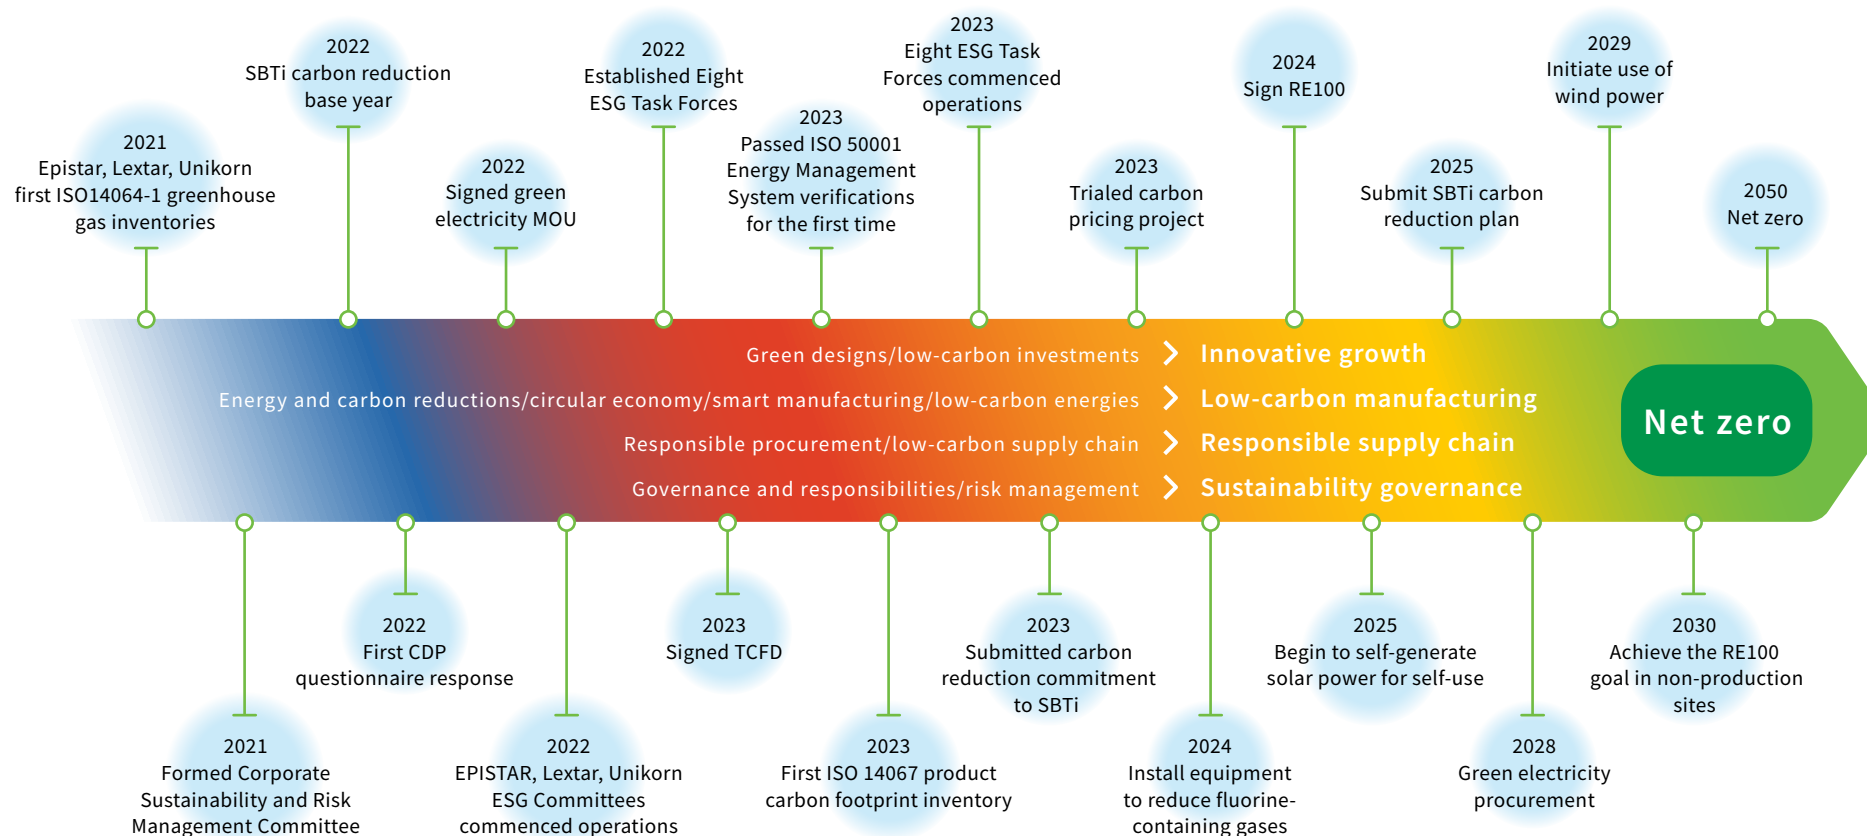 2021
Epistar, Lextar, Unikorn
first ISO14064-1 greenhouse
gas inventories
2022
SBTi carbon reduction
base year
2022
Signed green
electricity MOU
2022
Established Eight
ESG Task Forces
2023
Passed ISO 50001
Energy Management
System verifications
for the first time
2023
Eight ESG Task
Forces commenced
operations
2023
Trialed carbon
pricing project
2024
Sign RE100
2025
Submit SBTi carbon
reduction plan
2029
Initiate use of
wind power
2050
Net zero
Green designs/low-carbon investments > Innovative growth
Energy and carbon reductions/circular economy/smart manufacturing/low-carbon energies > Low-carbon manufacturing
Responsible procurement/low-carbon supply chain > Responsible supply chain
Governance and responsibilities/risk management > Sustainability governance
Net zero
2021
Formed Corporate
Sustainability and Risk
Management Committee
2022
First CDP
questionnaire response
2022
EPISTAR, Lextar, Unikorn
ESG Committees
commenced operations
2023
Signed TCFD
2023
First ISO 14067 product
carbon footprint inventory
2023
Submitted carbon
reduction commitment
to SBTi
2024
Install equipment
to reduce fluorine-
containing gases
2025
Begin to self-generate
solar power for self-use
2028
Green electricity
procurement
2030
Achieve the RE100
goal in non-production
sites